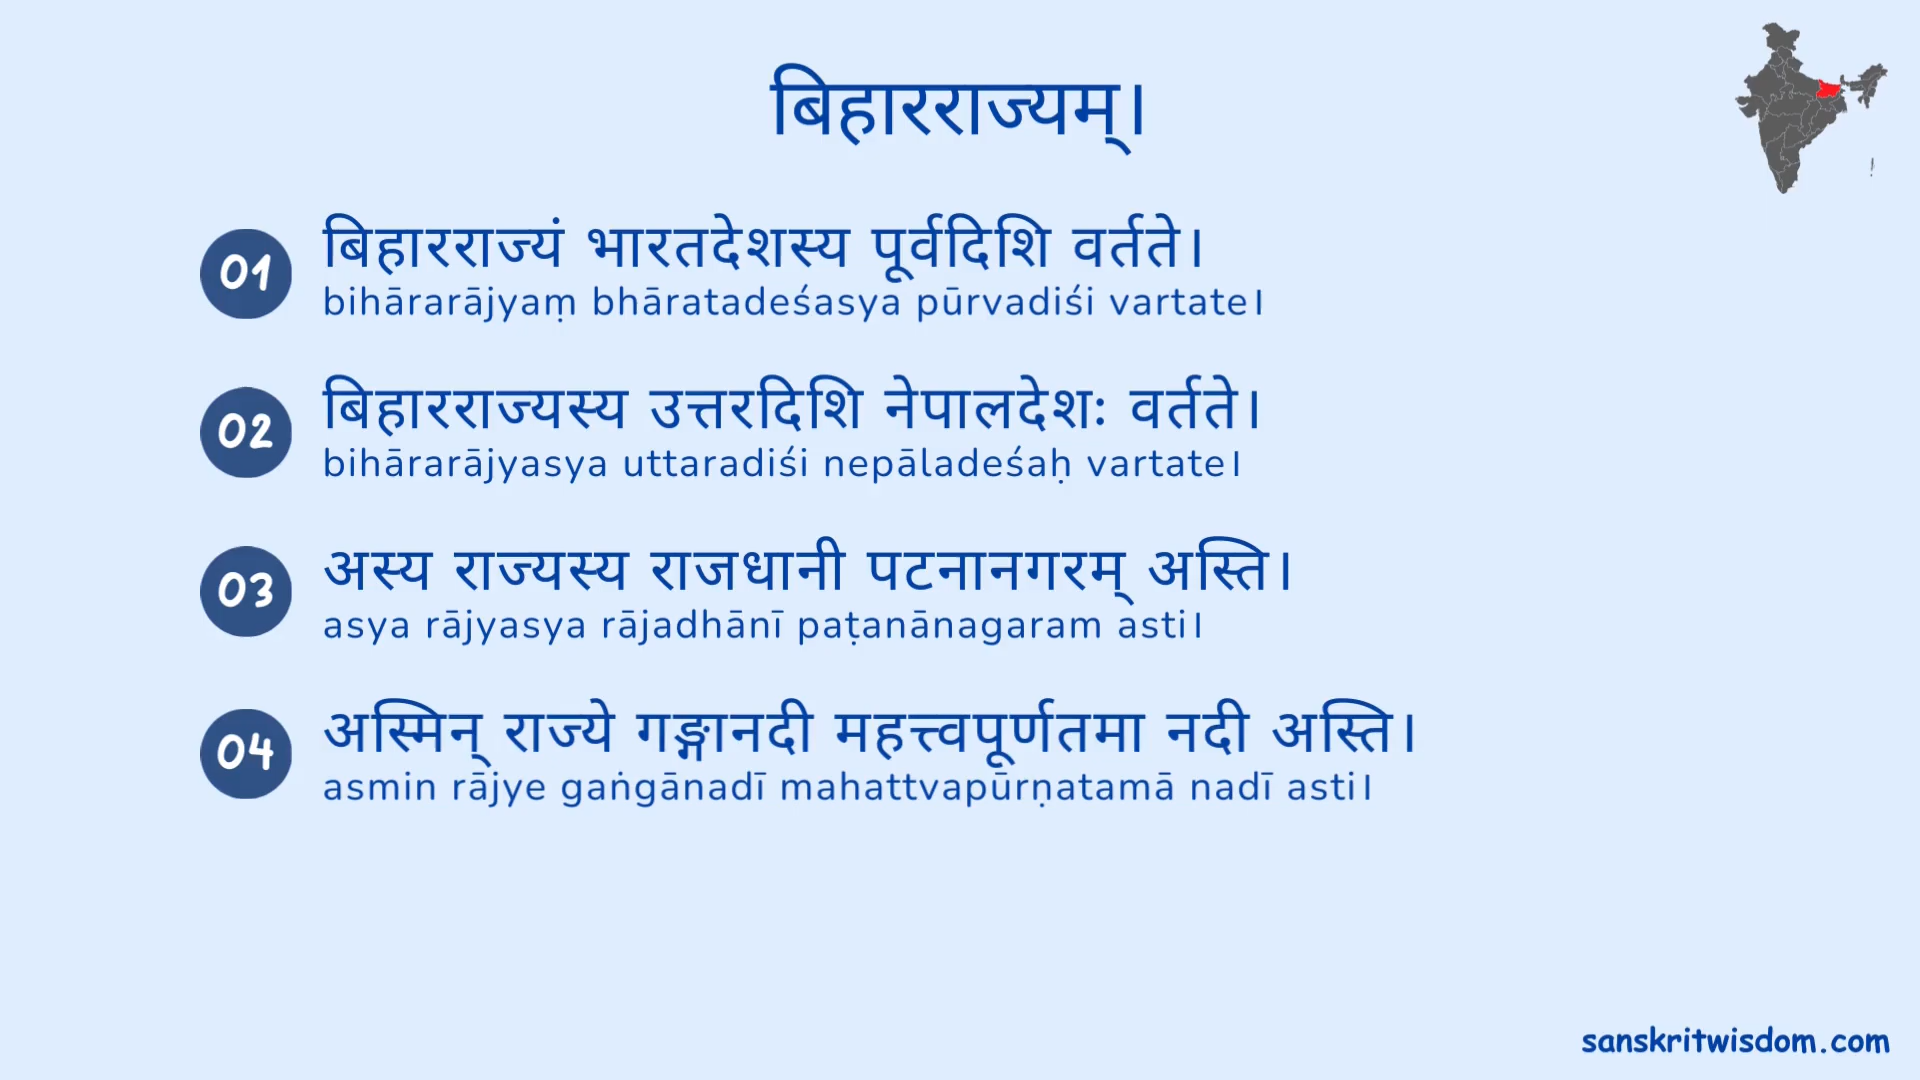 बिहारराज्यम्।
01
बिहारराज्यं भारतदेशस्य पूर्वदिशि वर्तते।
bihārarājyaṃ bhāratadeśasya pūrvadiśi vartate।
02
बिहारराज्यस्य उत्तरदिशि नेपालदेशः वर्तते।
bihārarājyasya uttaradiśi nepāladeśaḥ vartate।
03
अस्य राज्यस्य राजधानी पटनानगरम् अस्ति।
asya rājyasya rājadhānī paṭanānagaram asti।
04
अस्मिन् राज्ये गङ्गानदी महत्त्वपूर्णतमा नदी अस्ति।
asmin rājye gaṅgānadī mahattvapūrṇatamā nadī asti।
sanskritwisdom.com